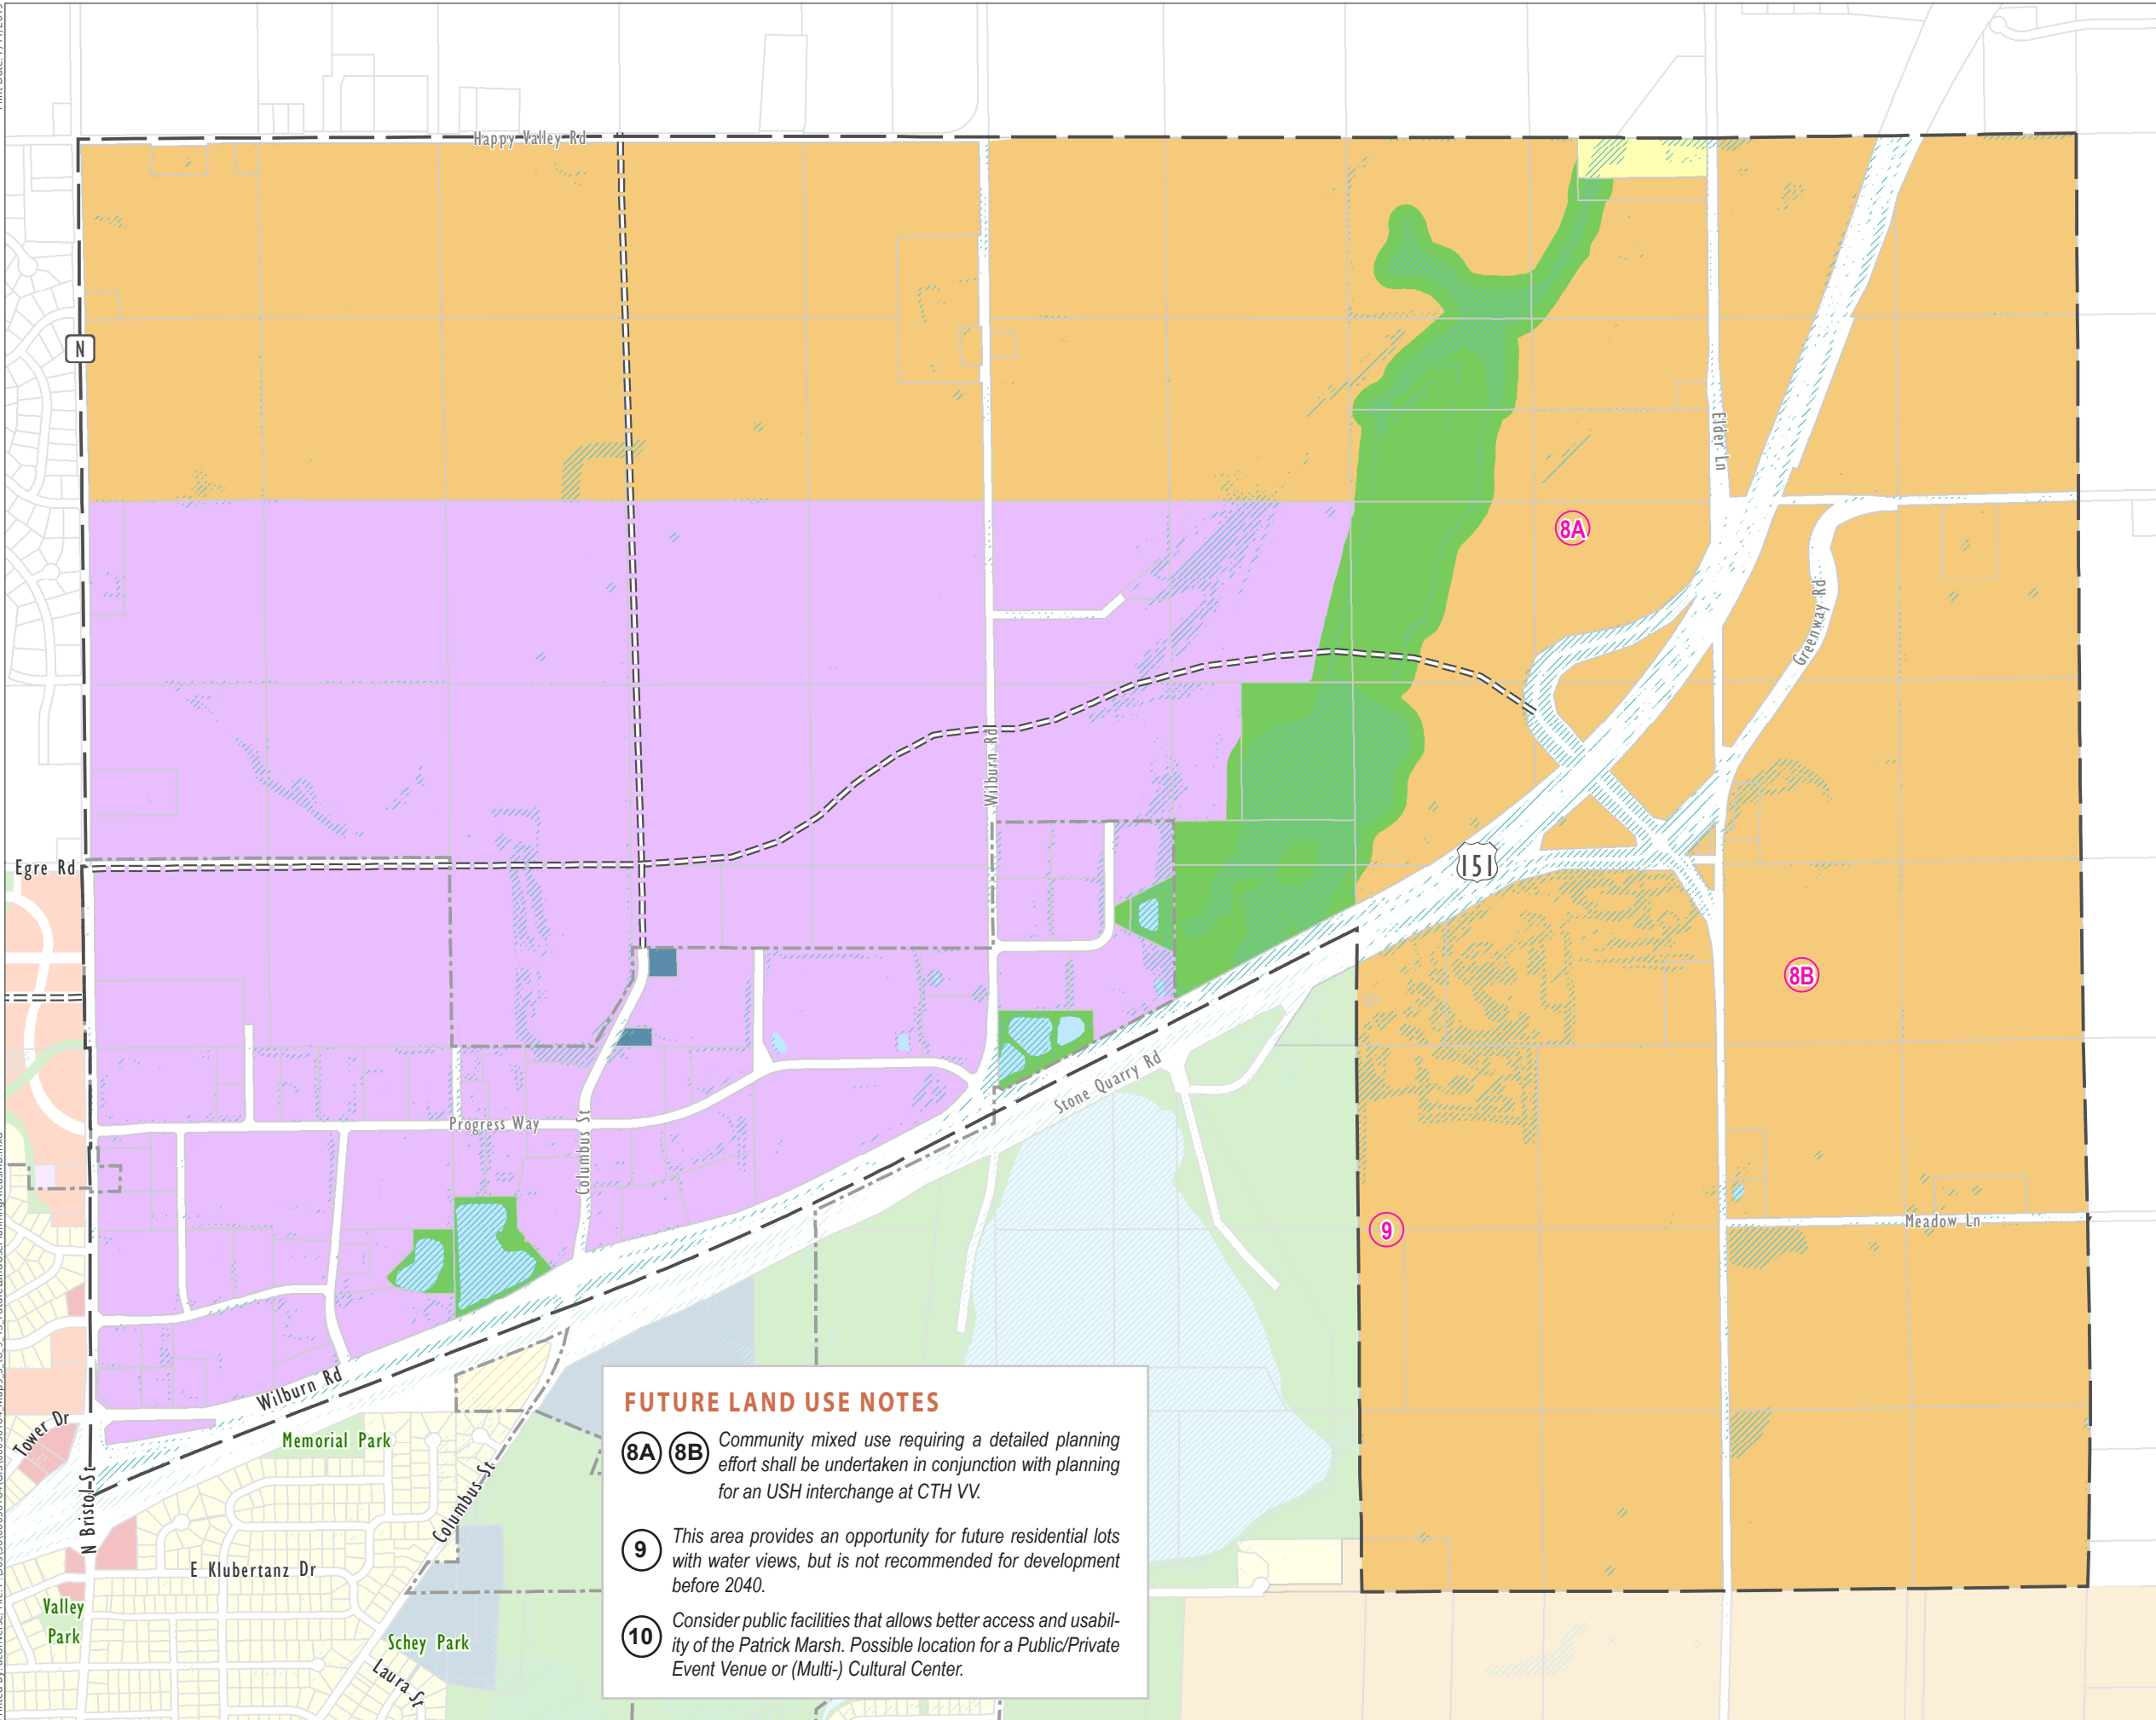 Happy Valley Rd
N
Elder Ln
8A
Greenway Rd
Wilburn Rd
Egre Rd
151
8B
Stone Quarry Rd
Progress Way
Columbus St
9
Meadow Ln
Wilburn Rd
Tower Dr
Memorial Park
N Bristol St
Columbus St
E Klubertanz Dr
Valley
Park
Schey Park
Laura St
FUTURE LAND USE NOTES
8A 8B Community mixed use requiring a detailed planning
effort shall be undertaken in conjunction with planning
for an USH interchange at CTH VV.
9 This area provides an opportunity for future residential lots
with water views, but is not recommended for development
before 2040.
10 Consider public facilities that allows better access and usabil-
ity of the Patrick Marsh. Possible location for a Public/Private
Event Venue or (Multi-) Cultural Center.